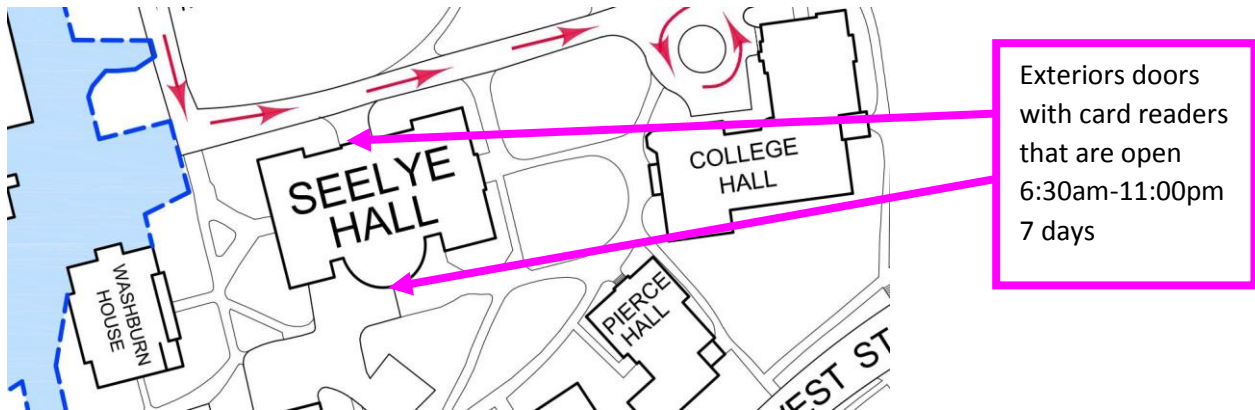 SEELYE
HALL
COLLEGE
HALL
WASHBURN
HOUSE
PIERCE
HALL
EST ST
Exteriors doors
with card readers
that are open
6:30am-11:00pm
7 days